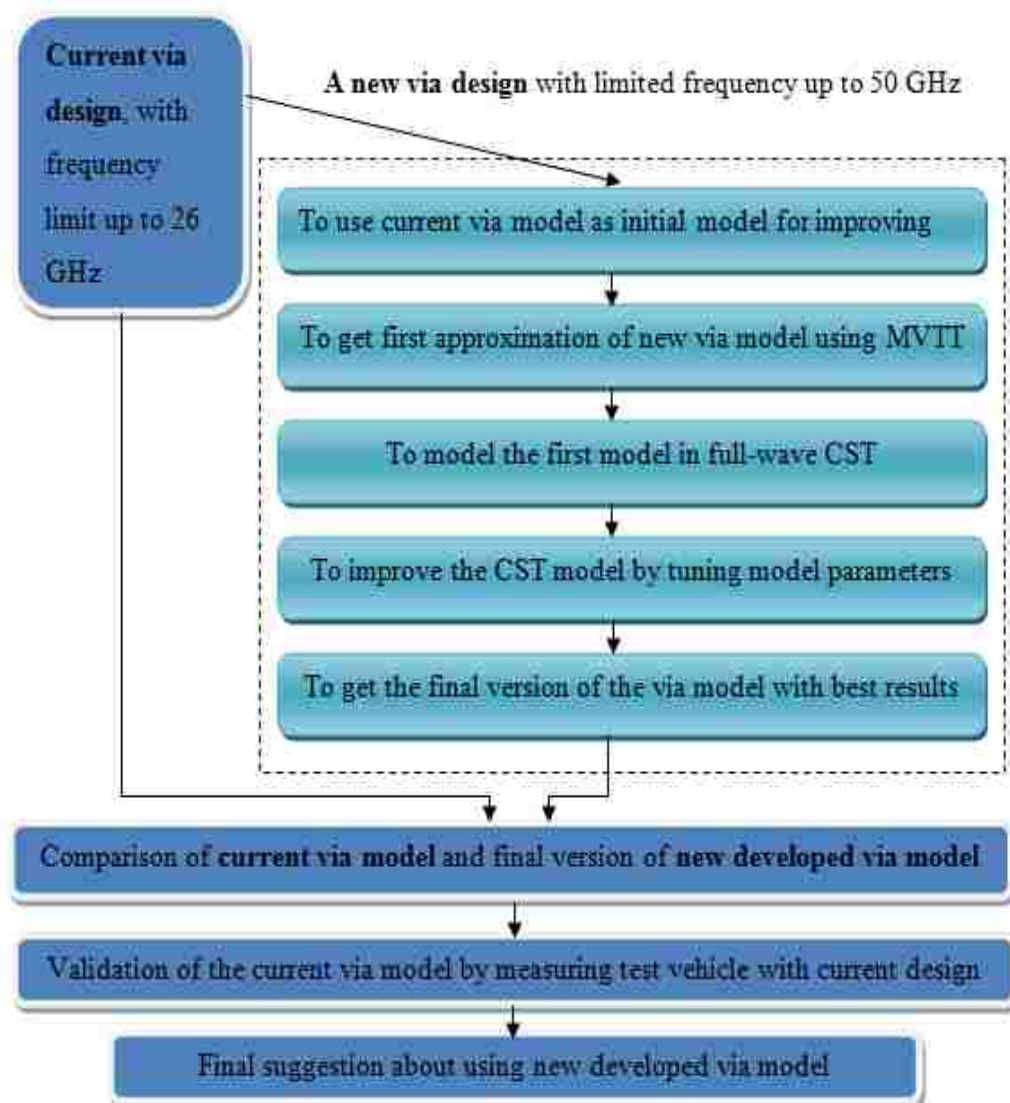 Current via
design, with
frequency
limit up to 26
GHz
A new via design with limited frequency up to 50 GHz
To use current via model as initial model for improving
To get first approximation of new via model using MVTT
To model the first model in full-wave CST
To improve the CST model by tuning model parameters
To get the final version of the via model with best results
Comparison of current via model and final version of new developed via model
Validation of the current via model by measuring test vehicle with current design
Final suggestion about using new developed via model